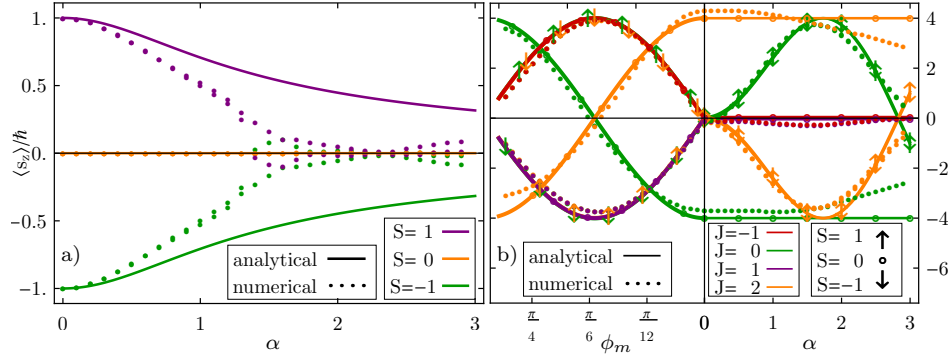 1.
0.5
0.
−0.5
−1.
⟨s_z⟩/ħ
a)
analytical
numerical
S= 1
S= 0
S=−1
0
1
2
3
α
b)
analytical
numerical
J=−1
J= 0
J= 1
J= 2
S= 1
S= 0
S=−1
4
2
0
−2
−4
−6
π/4
π/6
π/12
0
1
2
3
ϕ_m
α